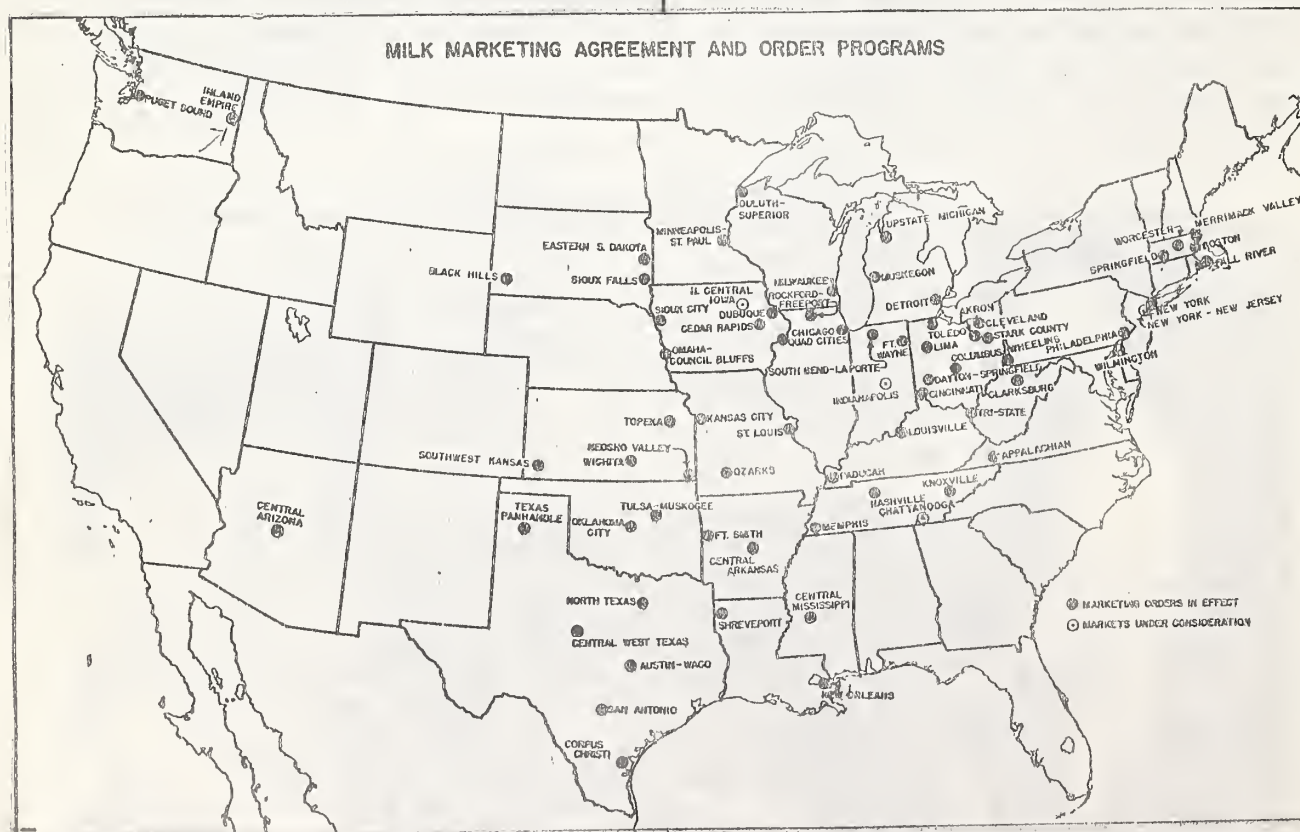 MILK MARKETING AGREEMENT AND ORDER PROGRAMS
INLAND
EMPIRE
PUGET SOUND
DULUTH-
SUPERIOR
MINNEAPOLIS-
ST. PAUL
UPSTATE MICHIGAN
MERRIMACK VALLEY
WORCESTER
BOSTON
SPRINGFIELD
FALL RIVER
EASTERN S. DAKOTA
BLACK HILLS
SIOUX FALLS
MUSKEGON
MILWAUKEE
ROCKFORD-
FREEPORT
N. CENTRAL
IOWA
DETROIT
SIOUX CITY
DUBUQUE
CEDAR RAPIDS
AKRON
CLEVELAND
NEW YORK
NEW YORK - NEW JERSEY
CHICAGO
QUAD CITIES
TOLEDO
STARK COUNTY
LIMA
FT.
WAYNE
COLUMBUS
WHEELING
PHILADELPHIA
WILMINGTON
OMAHA-
COUNCIL BLUFFS
SOUTH BEND-LAPORTE
DAYTON-SPRINGFIELD
INDIANAPOLIS
CINCINNATI
CLARKSBURG
TRI-STATE
TOPEKA
KANSAS CITY
ST. LOUIS
LOUISVILLE
NEOSHO VALLEY
WICHITA
SOUTHWEST KANSAS
OZARKS
PADUCAH
APPALACHIAN
KNOXVILLE
NASHVILLE
CHATTANOOGA
CENTRAL
ARIZONA
TEXAS
PANHANDLE
TULSA-MUSKOGEE
OKLAHOMA
CITY
FT. SMITH
MEMPHIS
CENTRAL
ARKANSAS
NORTH TEXAS
CENTRAL
MISSISSIPPI
SHREVEPORT
MARKETING ORDERS IN EFFECT
MARKETS UNDER CONSIDERATION
CENTRAL WEST TEXAS
AUSTIN-WACO
NEW ORLEANS
SAN ANTONIO
CORPUS
CHRISTI